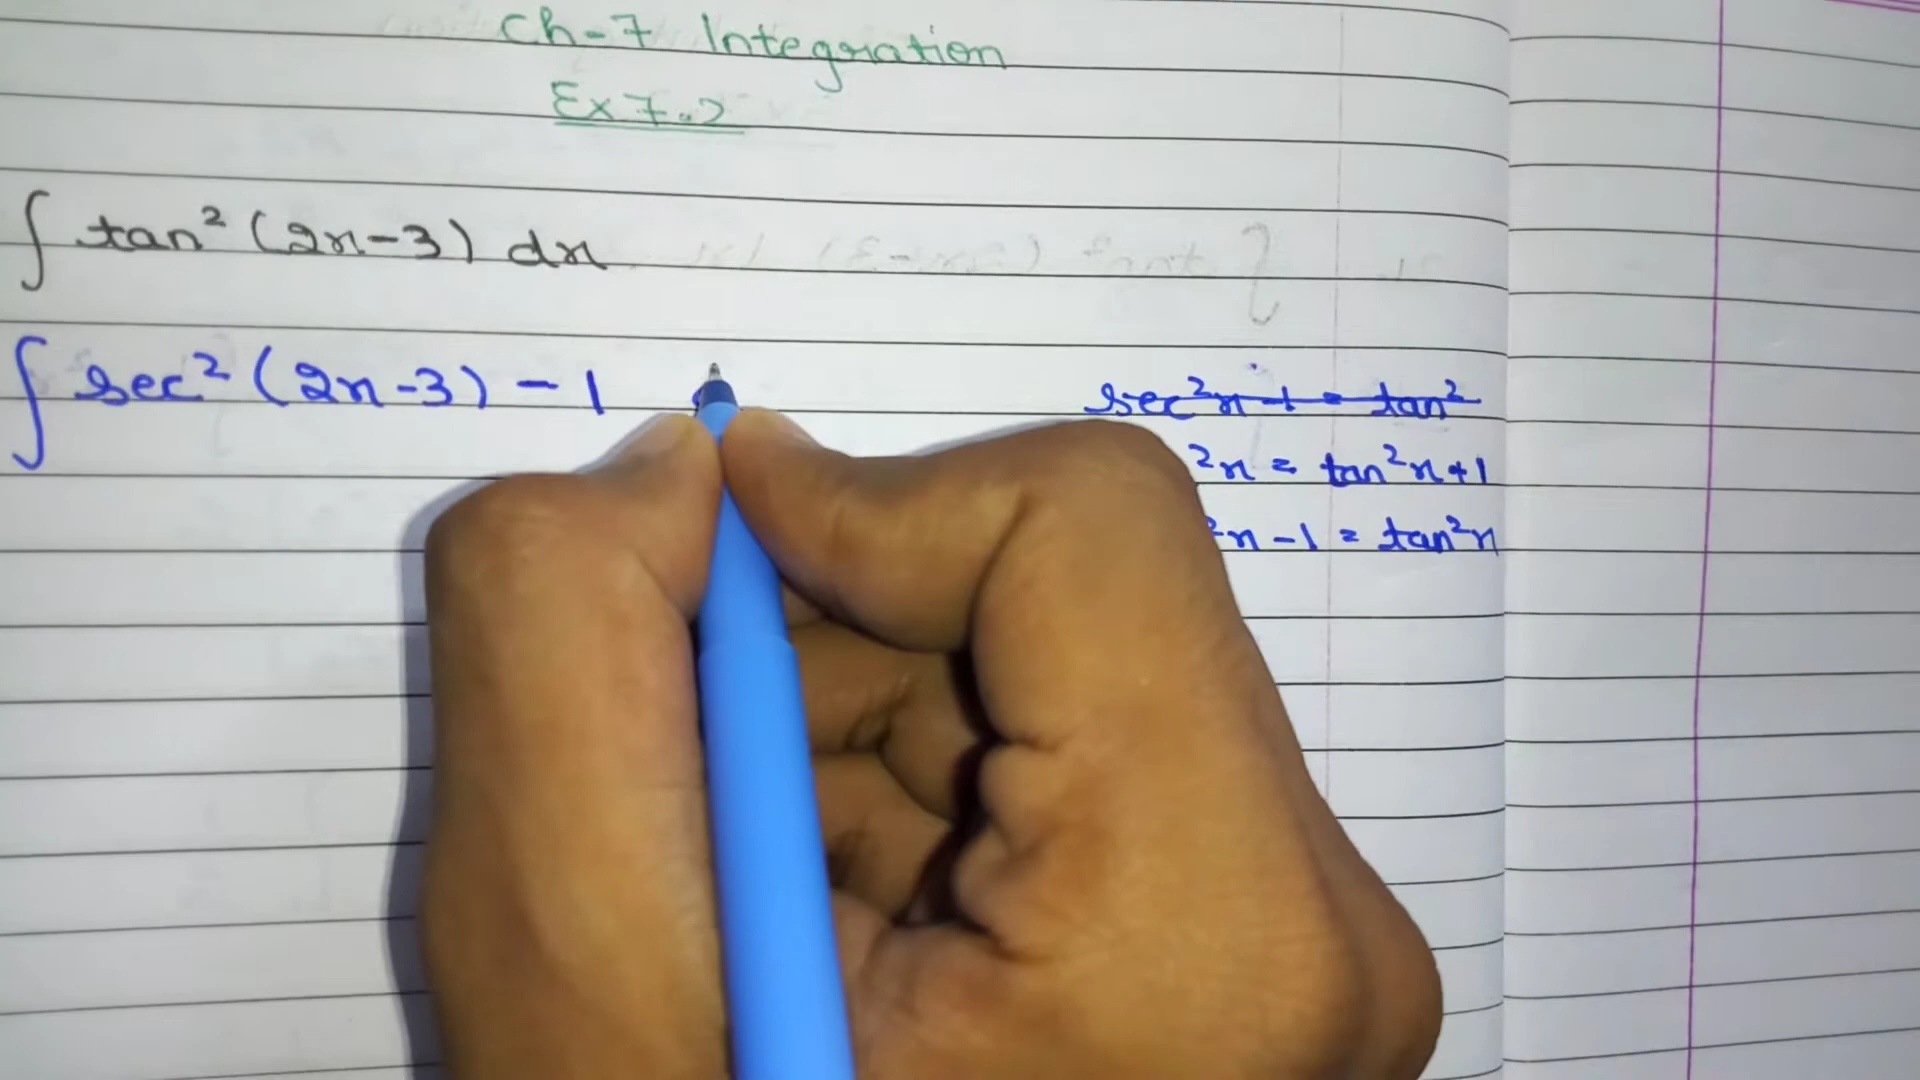 Ch-7 Integration
Ex 7.2
∫ tan² (2x-3) dx
∫ sec² (2x-3) - 1
sec²x-1 = tan²
²x = tan²x+1
²x - 1 = tan²x